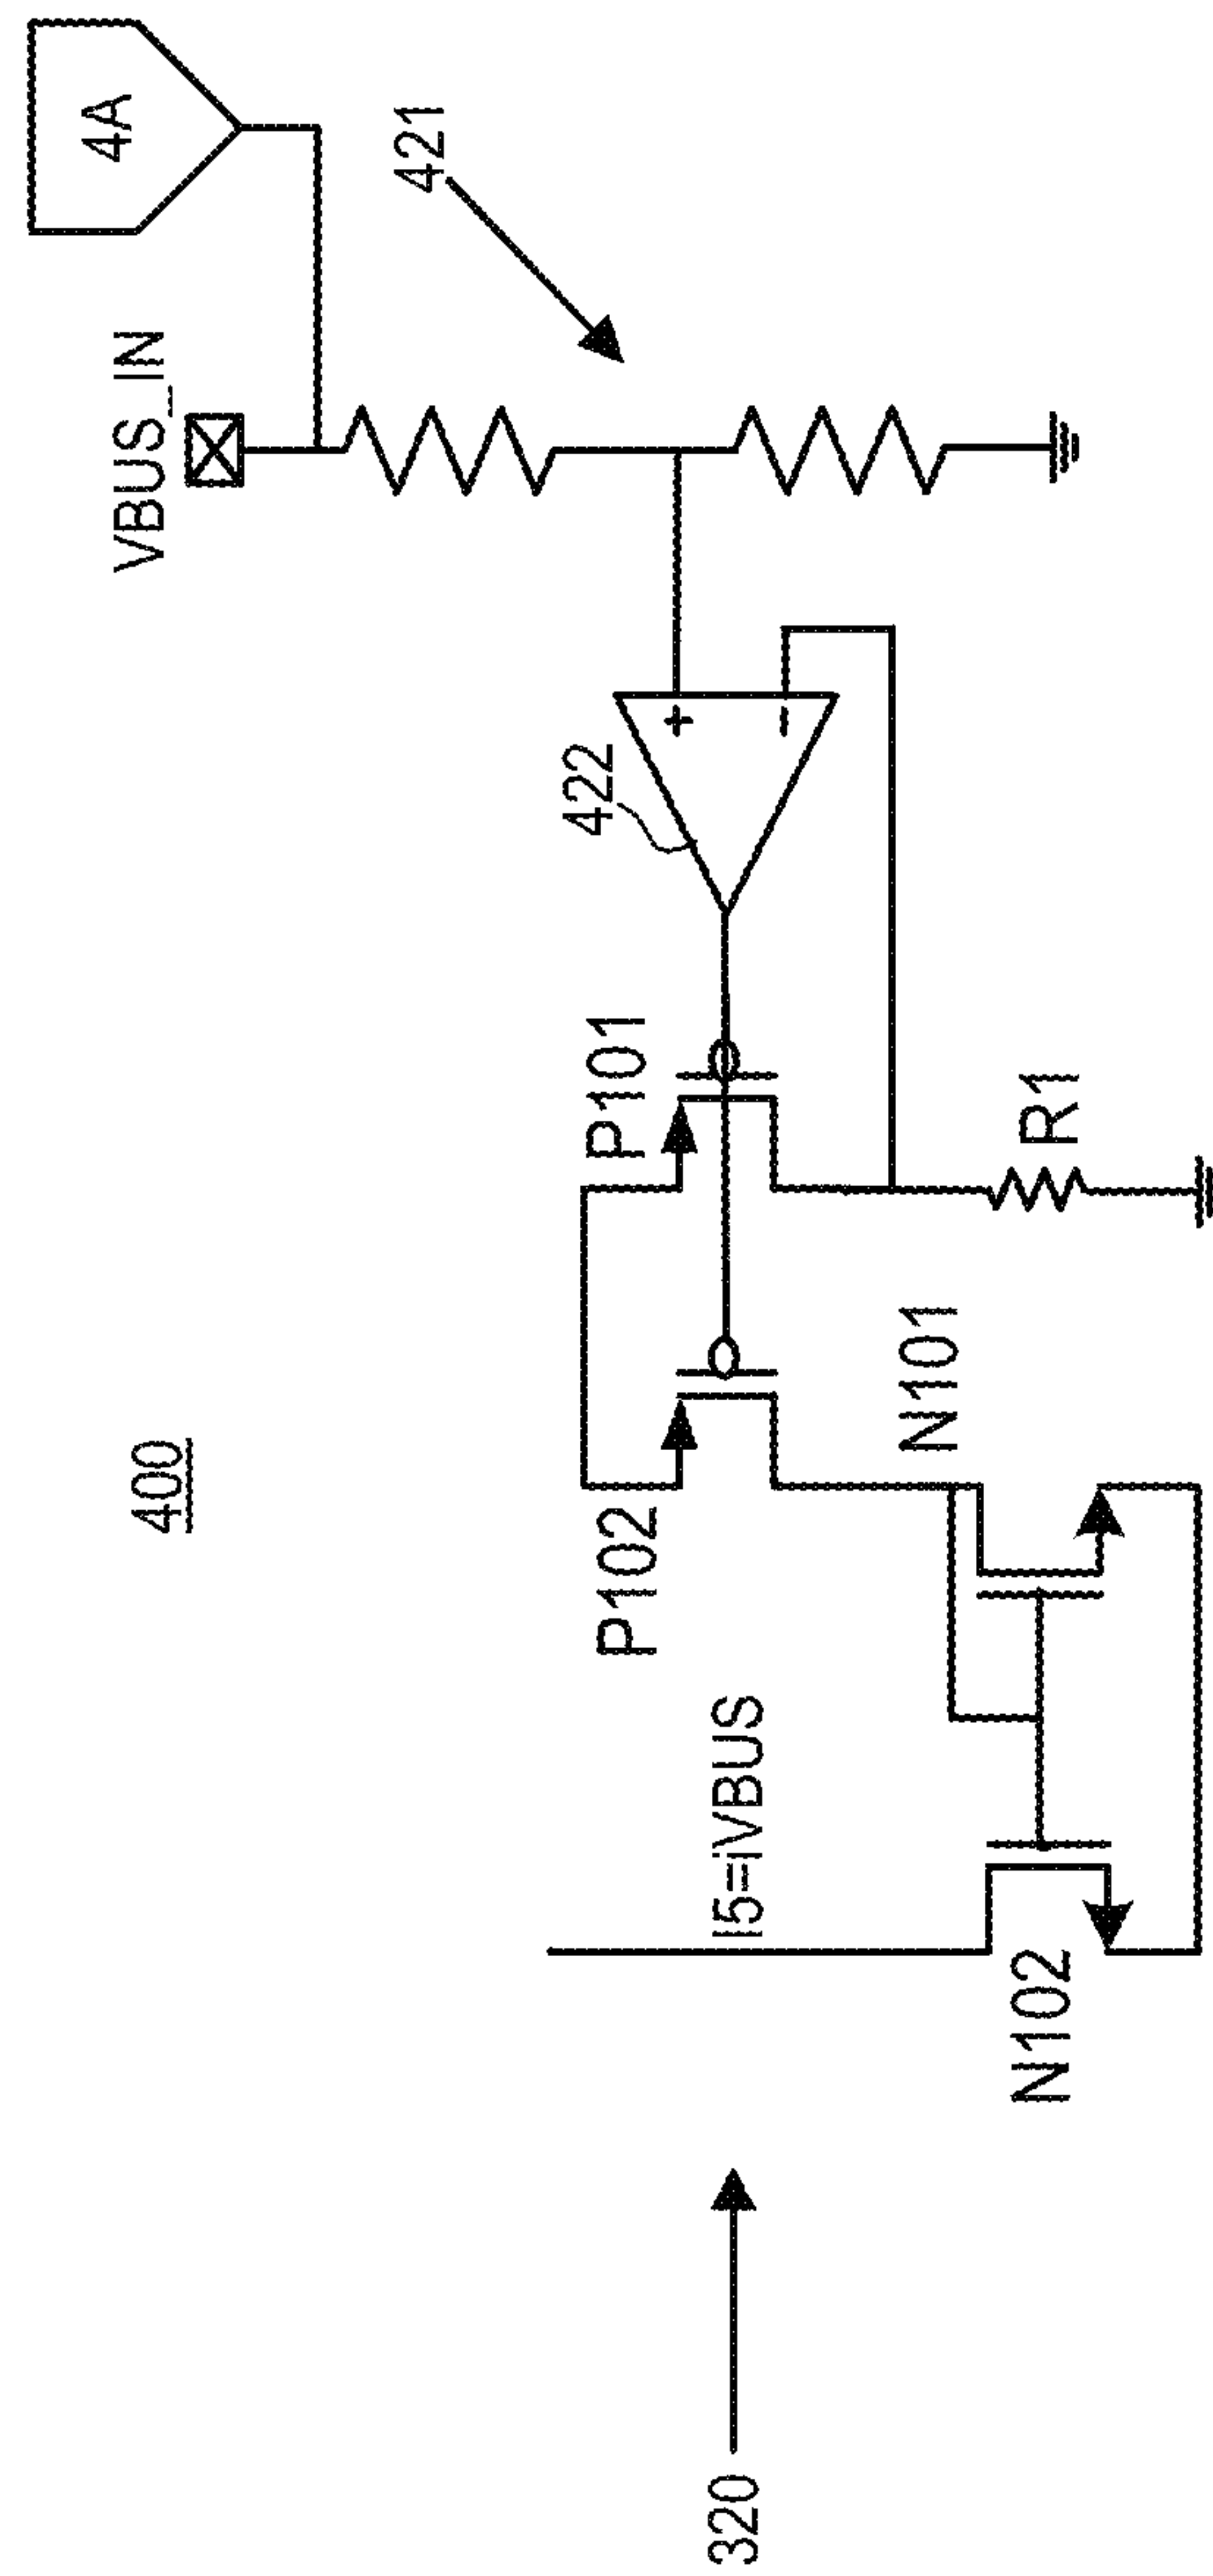 400
4A
VBUS_IN
421
422
P102
P101
I5=iVBUS
N101
R1
N102
320
+
-